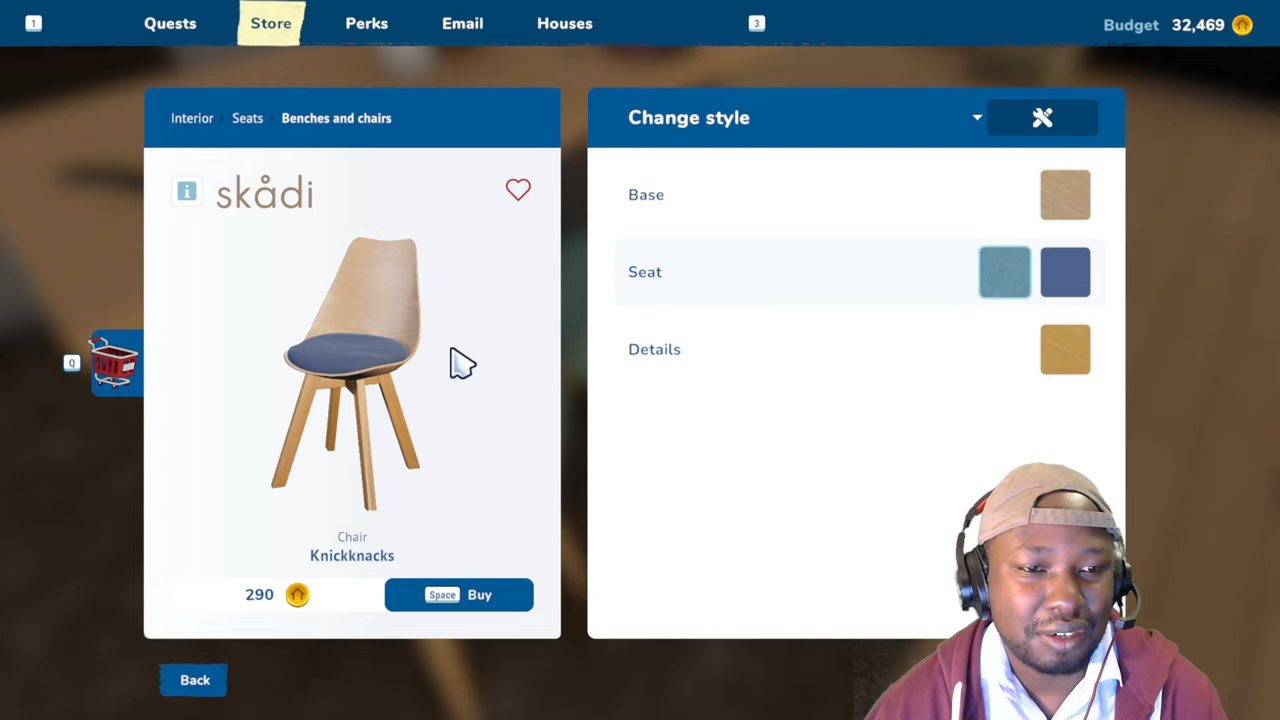 1
Quests
Store
Perks
Email
Houses
3
Budget 32,469
Interior Seats Benches and chairs
i skådi
Chair
Knickknacks
290
Space Buy
Q
Back
Change style
Base
Seat
Details